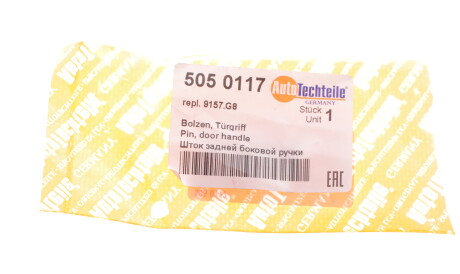 505 0117
AutoTechteile
GERMANY
repl. 9157.G8
Stück
Unit 1
Bolzen, Türgriff
Pin, door handle
Шток задней боковой ручки
EAC